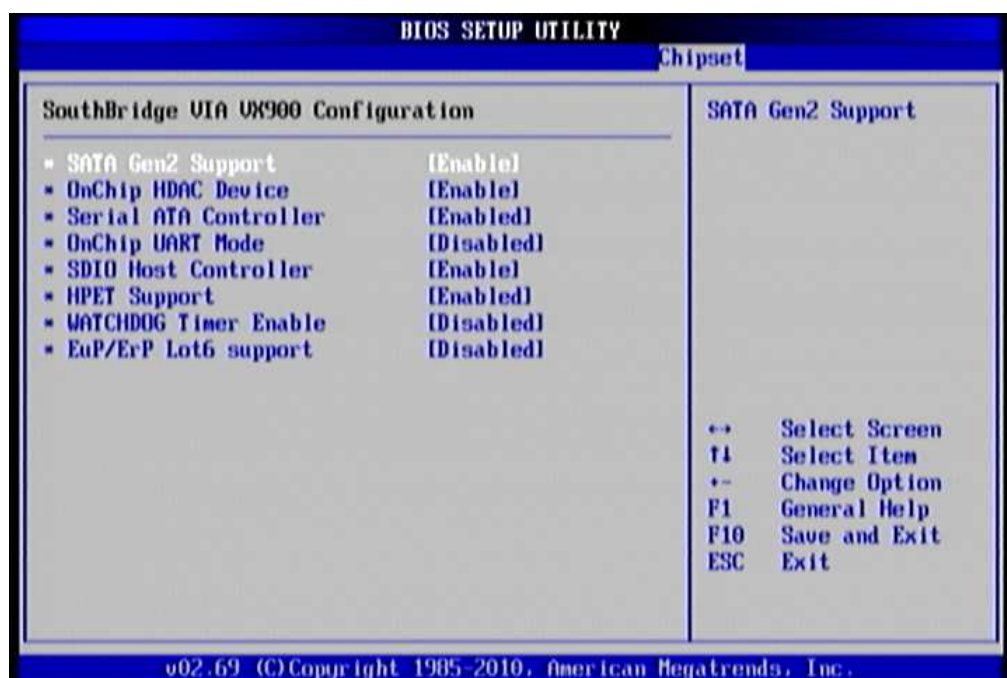 BIOS SETUP UTILITY
Chipset
SouthBridge VIA VX900 Configuration
SATA Gen2 Support [Enable]
OnChip HDAC Device [Enable]
Serial ATA Controller [Enabled]
OnChip UART Mode [Disabled]
SDIO Host Controller [Enable]
HPET Support [Enabled]
WATCHDOG Timer Enable [Disabled]
EuP/ErP Lot6 support [Disabled]
SATA Gen2 Support
↔ Select Screen
↑↓ Select Item
+- Change Option
F1 General Help
F10 Save and Exit
ESC Exit
v02.69 (C)Copyright 1985-2010, American Megatrends, Inc.